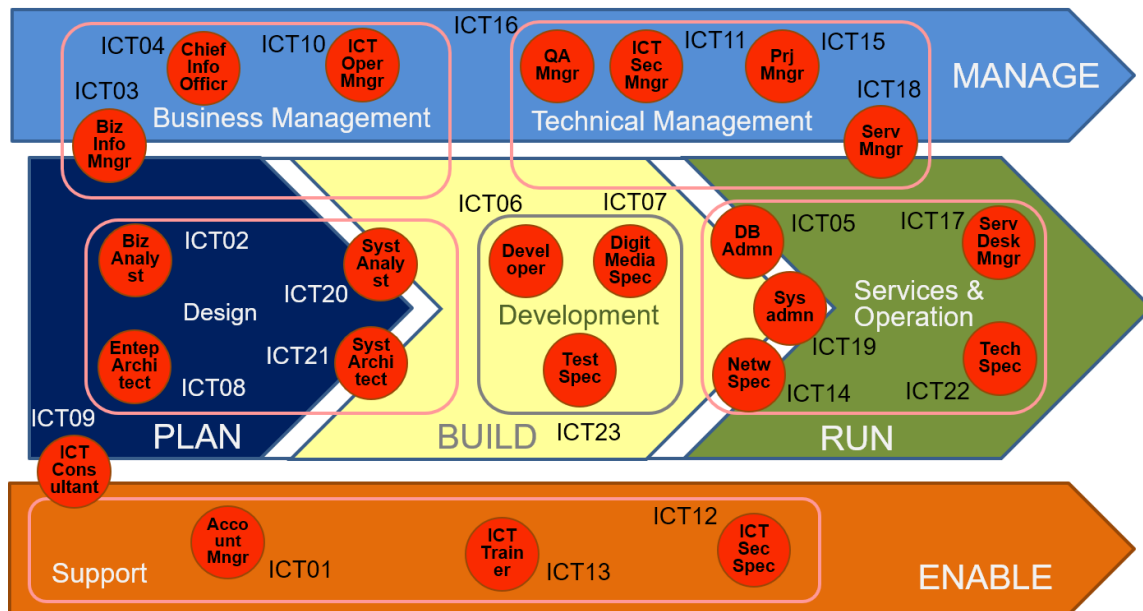 ICT04
Chief
Info
Officr
ICT10
ICT
Oper
Mngr
ICT16
QA
Mngr
ICT
Sec
Mngr
ICT11
Prj
Mngr
ICT15
MANAGE
ICT03
Biz
Info
Mngr
Business Management
Technical Management
ICT18
Serv
Mngr
Biz
Analy
st
ICT02
Design
Syst
Analy
st
ICT20
Entep
Archi
tect
ICT08
ICT21
Syst
Archi
tect
PLAN
ICT06
Devel
oper
ICT07
Digit
Media
Spec
Development
Test
Spec
ICT23
BUILD
DB
Admn
ICT05
Sys
admn
ICT19
Netw
Spec
ICT14
ICT17
Serv
Desk
Mngr
Services &
Operation
Tech
Spec
ICT22
RUN
ICT09
ICT
Cons
ultant
Support
Acco
unt
Mngr
ICT01
ICT
Train
er
ICT13
ICT12
ICT
Sec
Spec
ENABLE